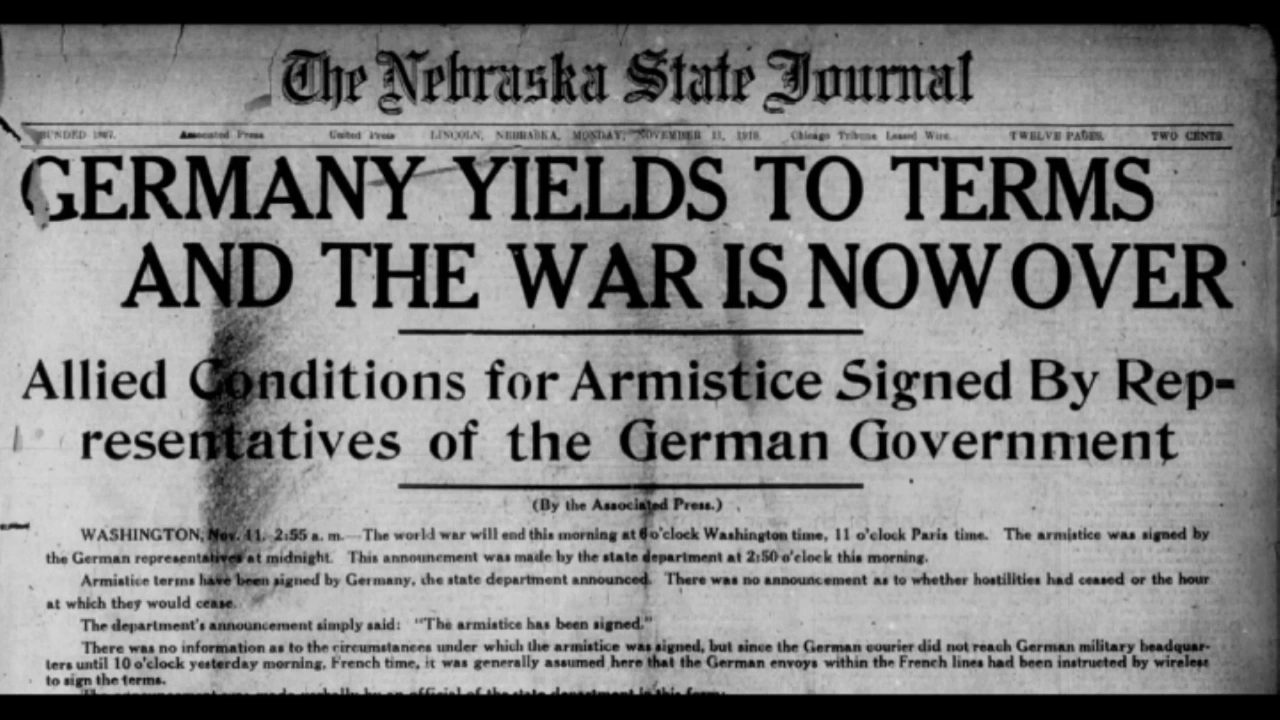 The Nebraska State Journal
FOUNDED 1867. Associated Press United Press LINCOLN, NEBRASKA, MONDAY, NOVEMBER 11, 1918. Chicago Tribune Leased Wire. TWELVE PAGES. TWO CENTS
GERMANY YIELDS TO TERMS
AND THE WAR IS NOW OVER
Allied Conditions for Armistice Signed By Rep-
resentatives of the German Government
(By the Associated Press.)
WASHINGTON, Nov. 11. 2:55 a. m.—The world war will end this morning at 6 o'clock Washington time, 11 o'clock Paris time. The armistice was signed by
the German representatives at midnight. This announcement was made by the state department at 2:50 o'clock this morning.
Armistice terms have been signed by Germany, the state department announced. There was no announcement as to whether hostilities had ceased or the hour
at which they would cease.
The department's announcement simply said: "The armistice has been signed."
There was no information as to the circumstances under which the armistice was signed, but since the German courier did not reach German military headquar-
ters until 10 o'clock yesterday morning, French time, it was generally assumed here that the German envoys within the French lines had been instructed by wireless
to sign the terms.